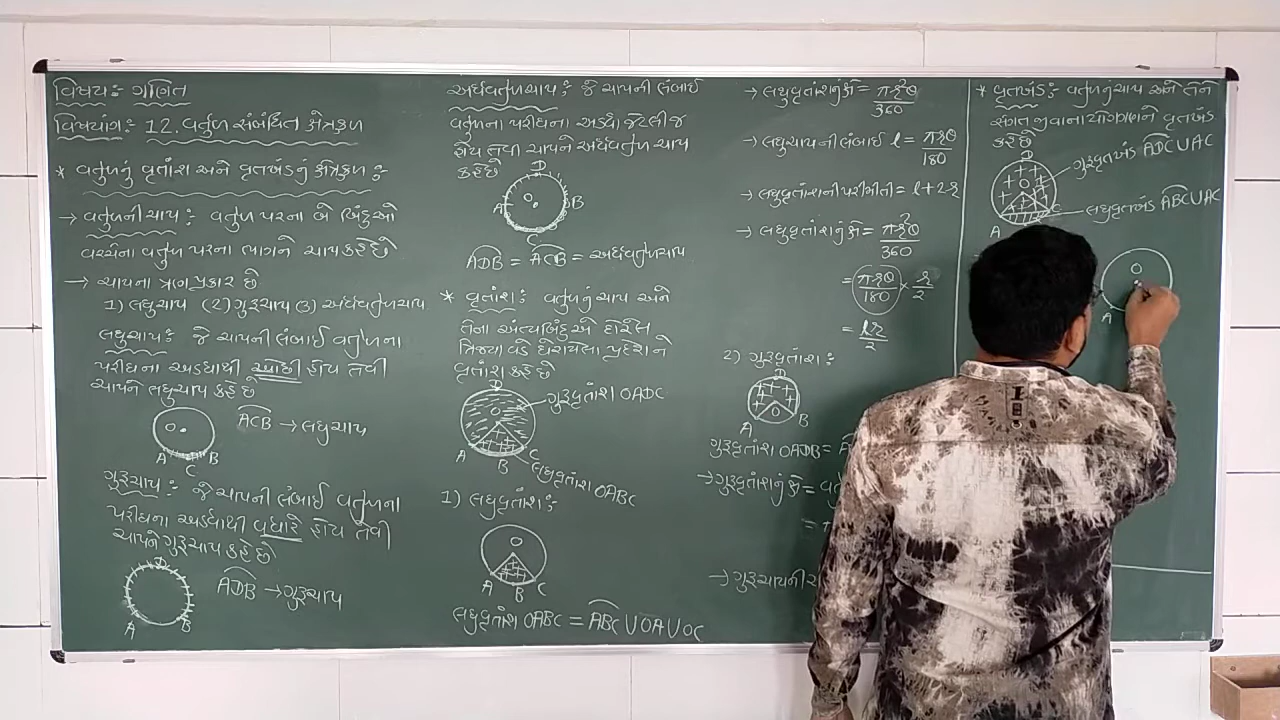 વિષય:- ગણિત
વિષયાંગ:- 12. વર્તુળ સંબંધિત ક્ષેત્રફળ
* વર્તુળનું વૃતાંશ અને વૃતખંડનું ક્ષેત્રફળ :-
→ વર્તુળની ચાપ :- વર્તુળ પરના બે બિંદુઓ
વચ્ચેના વર્તુળ પરના ભાગને ચાપ કહે છે
→ ચાપના ત્રણ પ્રકાર છે
1) લઘુચાપ (2) ગુરૂચાપ (3) અર્ધવર્તુળચાપ
લઘુચાપ :- જે ચાપની લંબાઈ વર્તુળના
પરીઘના અડધાથી ઓછી હોય તેવી
ચાપને લઘુચાપ કહે છે
O
A C B
ACB → લઘુચાપ
ગુરૂચાપ :- જે ચાપની લંબાઈ વર્તુળના
પરીઘના અડધાથી વધારે હોય તેવી
ચાપને ગુરૂચાપ કહે છે
D
A B
ADB → ગુરૂચાપ
અર્ધવર્તુળચાપ :- જે ચાપની લંબાઈ
વર્તુળના પરીઘના અડધા જેટલી જ
હોય તેવી ચાપને અર્ધવર્તુળ ચાપ
કહે છે
D
A O B
C
ADB = ACB = અર્ધવર્તુળચાપ
* વૃતાંશ :- વર્તુળનું ચાપ અને
તેના અંત્યબિંદુએ દોરેલ
ત્રિજ્યા વડે ઘેરાયેલા પ્રદેશને
વૃતાંશ કહે છે
D
O
A B C
ગુરૂવૃતાંશ OADC
લઘુવૃતાંશ OABC
1) લઘુવૃતાંશ :-
O
A B C
લઘુવૃતાંશ OABC = ABC ∪ OA ∪ OC
→ લઘુવૃતાંશનું ક્ષે = πr²θ/360
→ લઘુચાપની લંબાઈ l = πrθ/180
→ લઘુવૃતાંશની પરીમીતી = l + 2r
→ લઘુવૃતાંશનું ક્ષે = πr²θ/360
= πrθ/180 × r/2
= lr/2
2) ગુરૂવૃતાંશ :-
D
O
A B
ગુરૂવૃતાંશ OADB = A
→ ગુરૂવૃતાંશનું ક્ષે =
= π
→ ગુરૂચાપની
* વૃતખંડ :- વર્તુળનું ચાપ અને તેને
સંગત જીવાના યોગગણને વૃતખંડ
કહે છે
D
O
A C
ગુરૂવૃતખંડ ADC ∪ AC
લઘુવૃતખંડ ABC ∪ AC
O
A